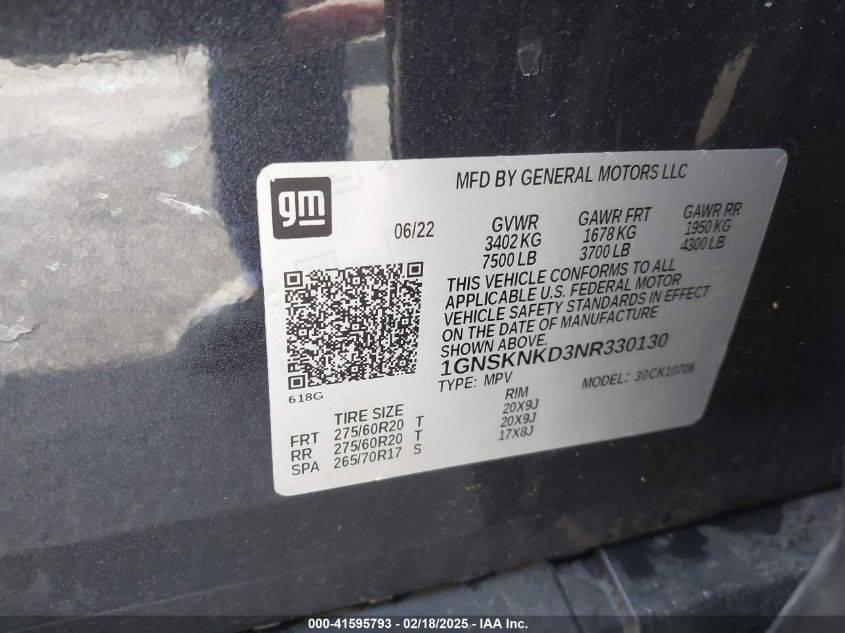 gm
MFD BY GENERAL MOTORS LLC
06/22
GVWR
3402 KG
7500 LB
GAWR FRT
1678 KG
3700 LB
GAWR RR
1950 KG
4300 LB
THIS VEHICLE CONFORMS TO ALL
APPLICABLE U.S. FEDERAL MOTOR
VEHICLE SAFETY STANDARDS IN EFFECT
ON THE DATE OF MANUFACTURE
SHOWN ABOVE.
1GNSKNKD3NR330130
TYPE: MPV MODEL: 30CK10706
618G
TIRE SIZE RIM
FRT 275/60R20 T 20X9J
RR 275/60R20 T 20X9J
SPA 265/70R17 S 17X8J
000-41595793 - 02/18/2025 - IAA Inc.